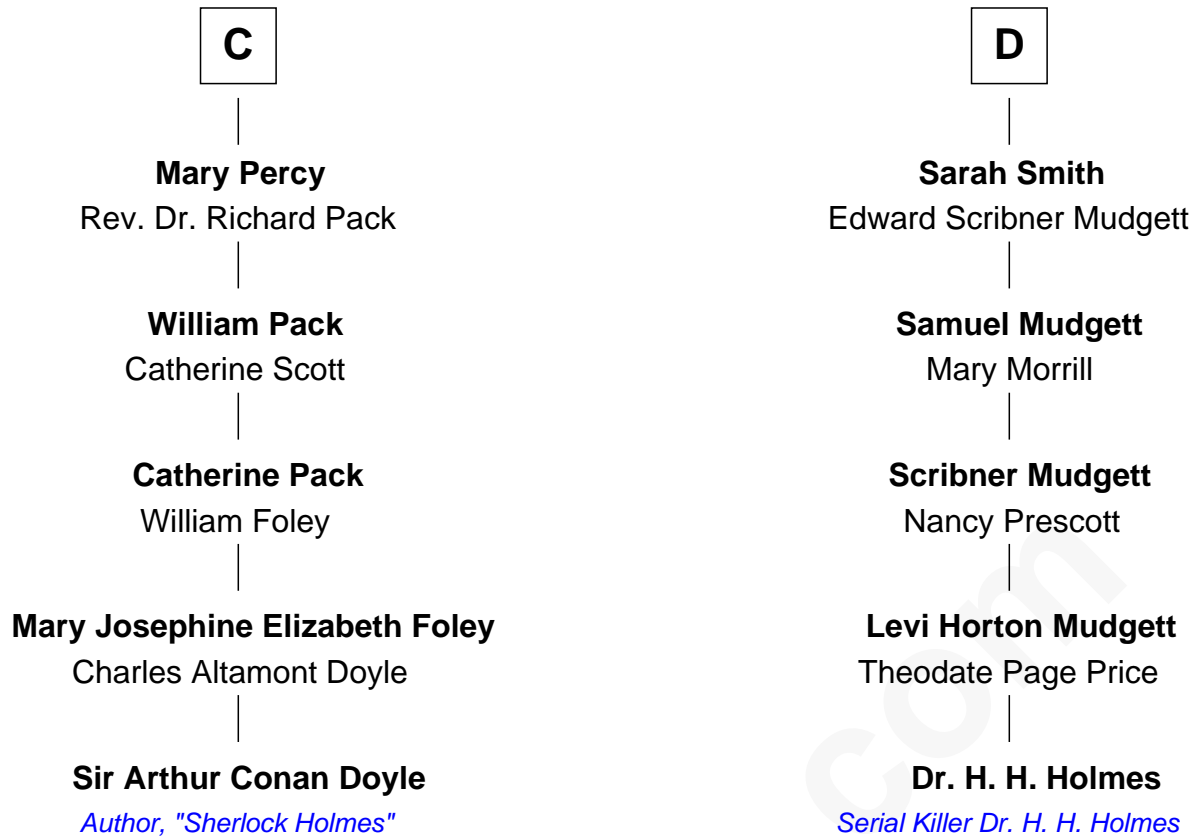 C
Mary Percy
Rev. Dr. Richard Pack
William Pack
Catherine Scott
Catherine Pack
William Foley
Mary Josephine Elizabeth Foley
Charles Altamont Doyle
Sir Arthur Conan Doyle
Author, "Sherlock Holmes"
D
Sarah Smith
Edward Scribner Mudgett
Samuel Mudgett
Mary Morrill
Scribner Mudgett
Nancy Prescott
Levi Horton Mudgett
Theodate Page Price
Dr. H. H. Holmes
Serial Killer Dr. H. H. Holmes
com